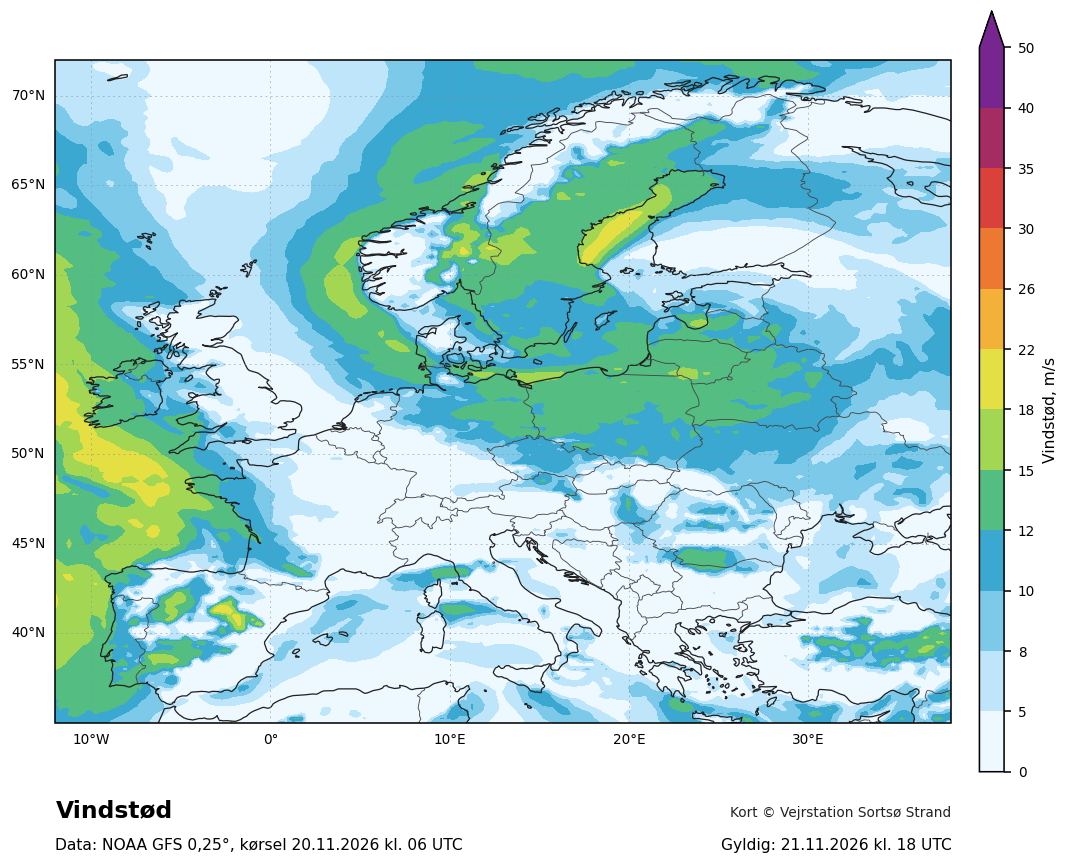 50
40
35
30
26
22
18
15
12
10
8
5
0
Vindstød, m/s
70°N
65°N
60°N
55°N
50°N
45°N
40°N
10°W
0°
10°E
20°E
30°E
Vindstød
Kort © Vejrstation Sortsø Strand
Data: NOAA GFS 0,25°, kørsel 20.11.2026 kl. 06 UTC
Gyldig: 21.11.2026 kl. 18 UTC